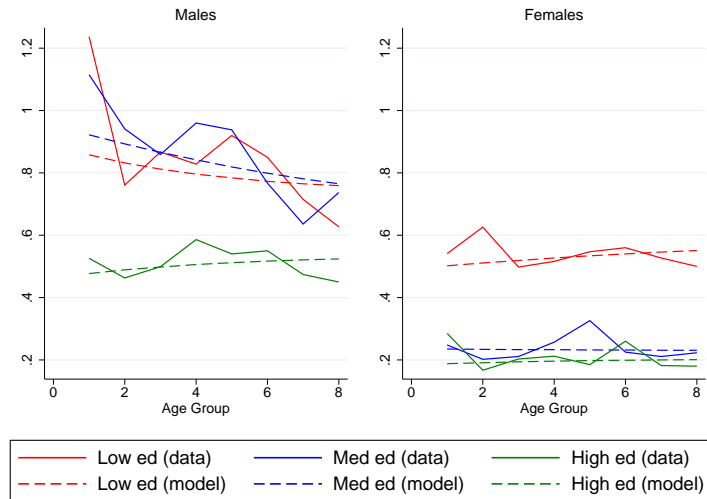 Males
Females
1.2
1
.8
.6
.4
.2
0 2 4 6 8
Age Group
1.2
1
.8
.6
.4
.2
0 2 4 6 8
Age Group
Low ed (data)
Med ed (data)
High ed (data)
Low ed (model)
Med ed (model)
High ed (model)